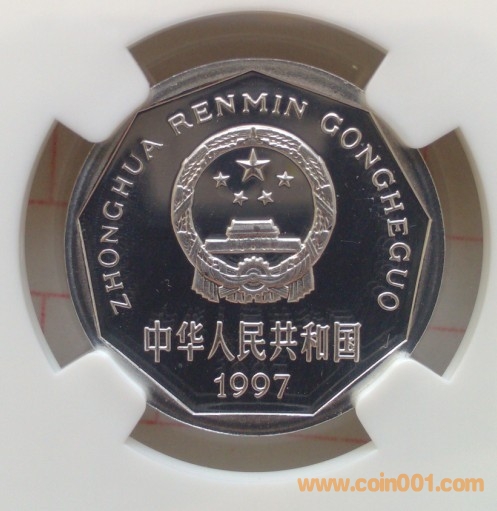 ZHONGHUA RENMIN GONGHEGUO
中华人民共和国
1997
www.coin001.com